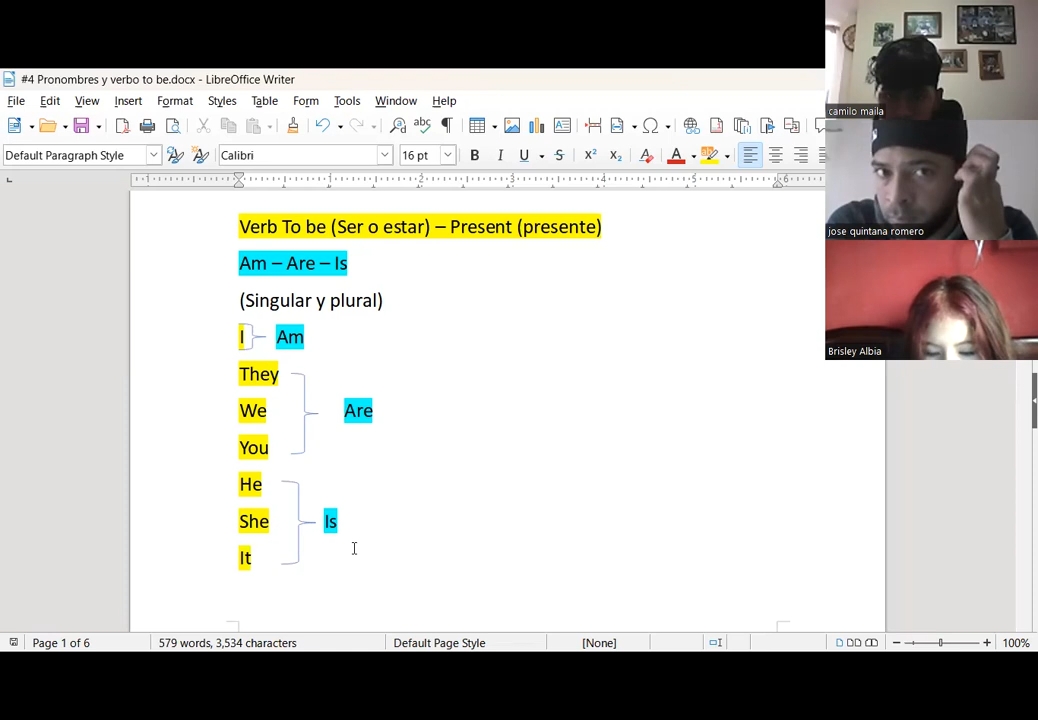 #4 Pronombres y verbo to be.docx - LibreOffice Writer
File Edit View Insert Format Styles Table Form Tools Window Help
Default Paragraph Style Calibri 16 pt
Verb To be (Ser o estar) – Present (presente)
Am – Are – Is
(Singular y plural)
I Am
They
We Are
You
He
She Is
It
Page 1 of 6 579 words, 3,534 characters Default Page Style [None] 100%
camilo maila
jose quintana romero
Brisley Albia